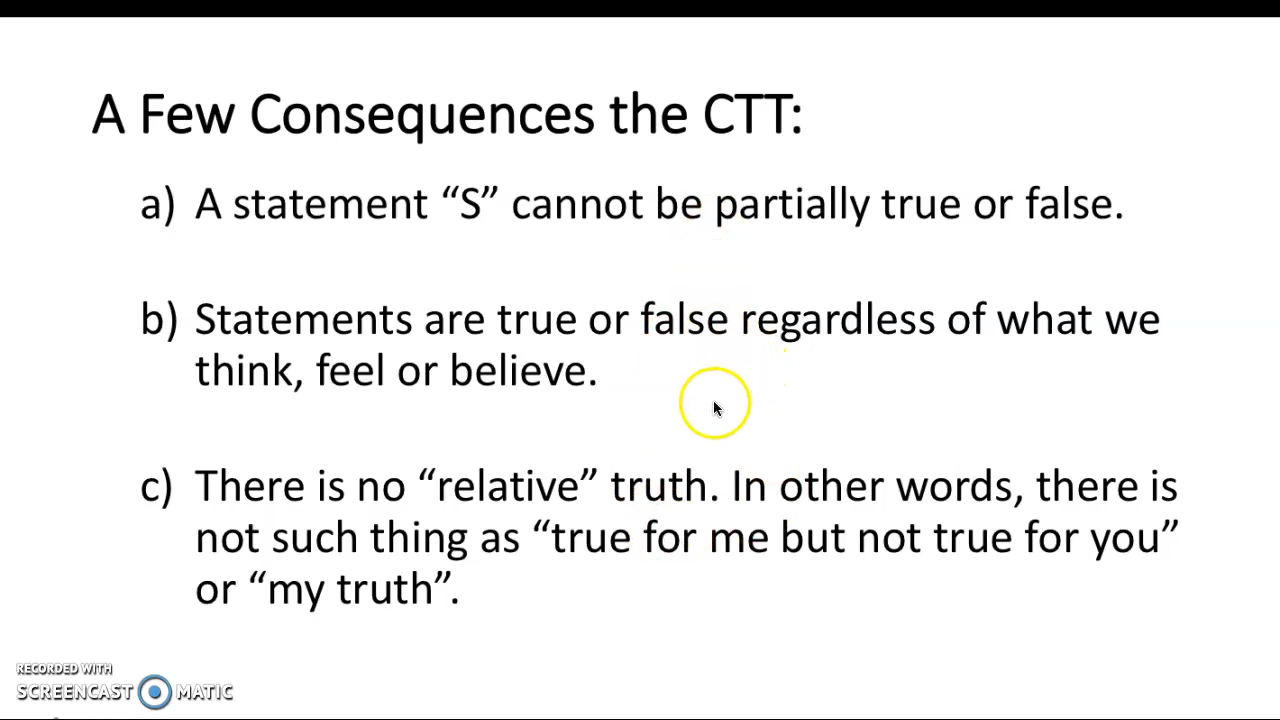 A Few Consequences the CTT:
a) A statement “S” cannot be partially true or false.
b) Statements are true or false regardless of what we
think, feel or believe.
c) There is no “relative” truth. In other words, there is
not such thing as “true for me but not true for you”
or “my truth”.
RECORDED WITH
SCREENCAST MATIC